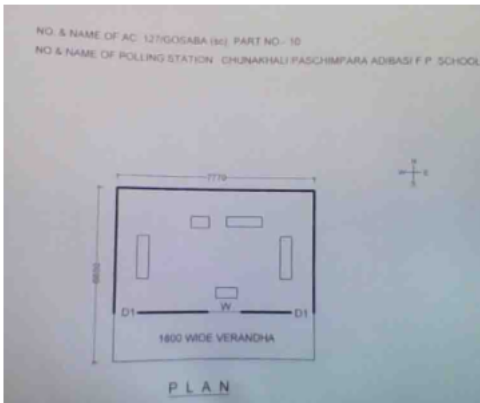 NO. & NAME OF AC: 127/GOSABA (sc) PART NO.- 10
NO & NAME OF POLLING STATION : CHUNAKHALI PASCHIMPARA ADIBASI F.P. SCHOOL
N
W E
S
7770
D1 W D1
1800 WIDE VERANDHA
PLAN